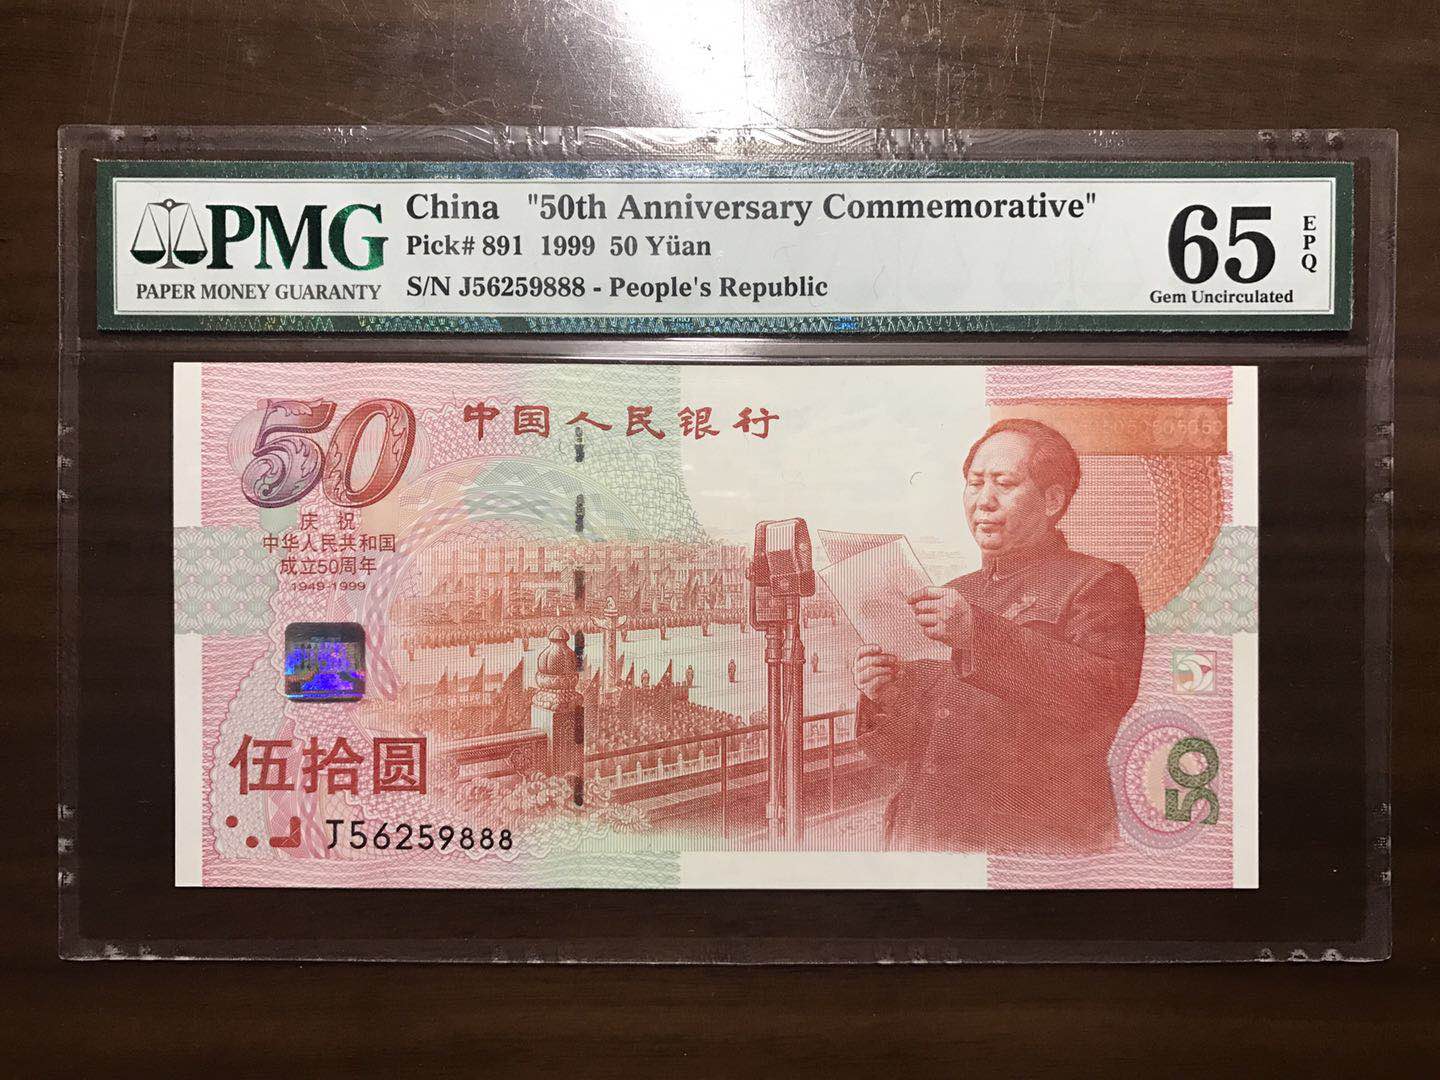 PMG
PAPER MONEY GUARANTY
China "50th Anniversary Commemorative"
Pick# 891 1999 50 Yüan
S/N J56259888 - People's Republic
65
EPQ
Gem Uncirculated
50
中国人民银行
庆祝
中华人民共和国
成立50周年
1949-1999
伍拾圆
J56259888
50